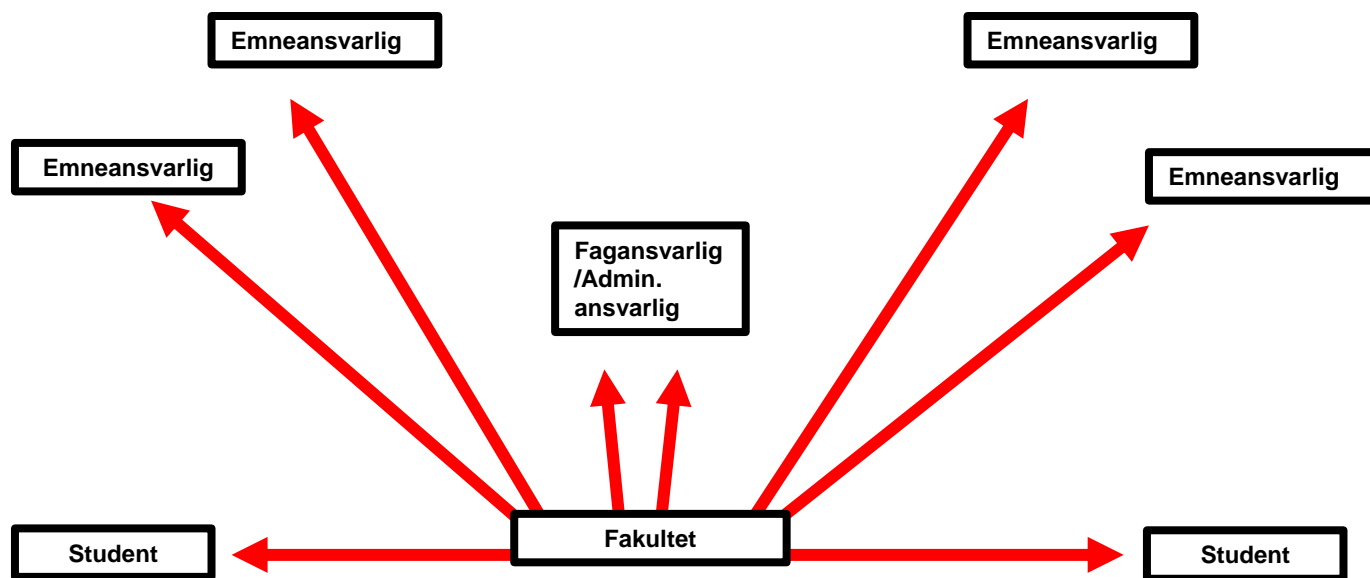 Emneansvarlig
Emneansvarlig
Emneansvarlig
Emneansvarlig
Fagansvarlig
/Admin.
ansvarlig
Fakultet
Student
Student